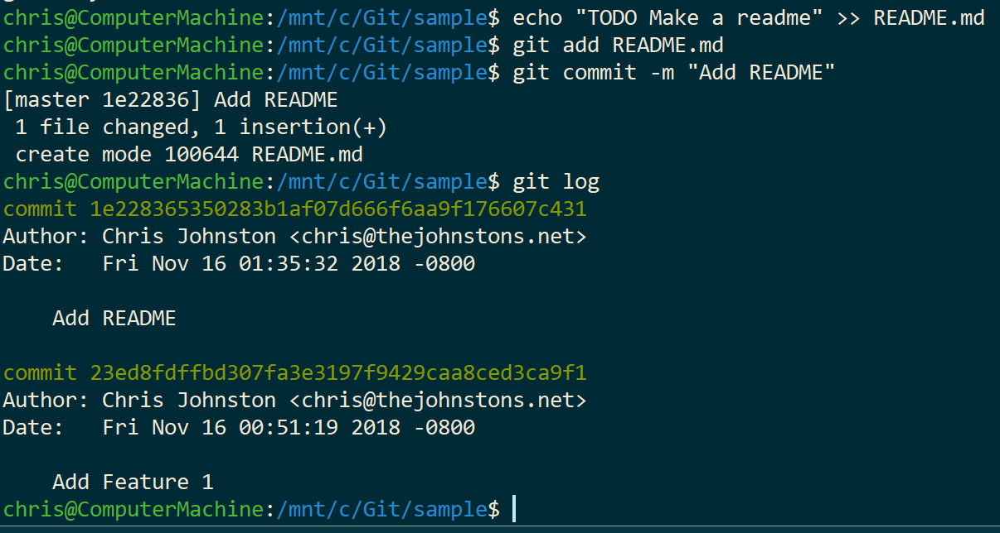 chris@ComputerMachine:/mnt/c/Git/sample$ echo "TODO Make a readme" >> README.md
chris@ComputerMachine:/mnt/c/Git/sample$ git add README.md
chris@ComputerMachine:/mnt/c/Git/sample$ git commit -m "Add README"
[master 1e22836] Add README
 1 file changed, 1 insertion(+)
 create mode 100644 README.md
chris@ComputerMachine:/mnt/c/Git/sample$ git log
commit 1e228365350283b1af07d666f6aa9f176607c431
Author: Chris Johnston <chris@thejohnstons.net>
Date:   Fri Nov 16 01:35:32 2018 -0800

    Add README

commit 23ed8fdffbd307fa3e3197f9429caa8ced3ca9f1
Author: Chris Johnston <chris@thejohnstons.net>
Date:   Fri Nov 16 00:51:19 2018 -0800

    Add Feature 1
chris@ComputerMachine:/mnt/c/Git/sample$